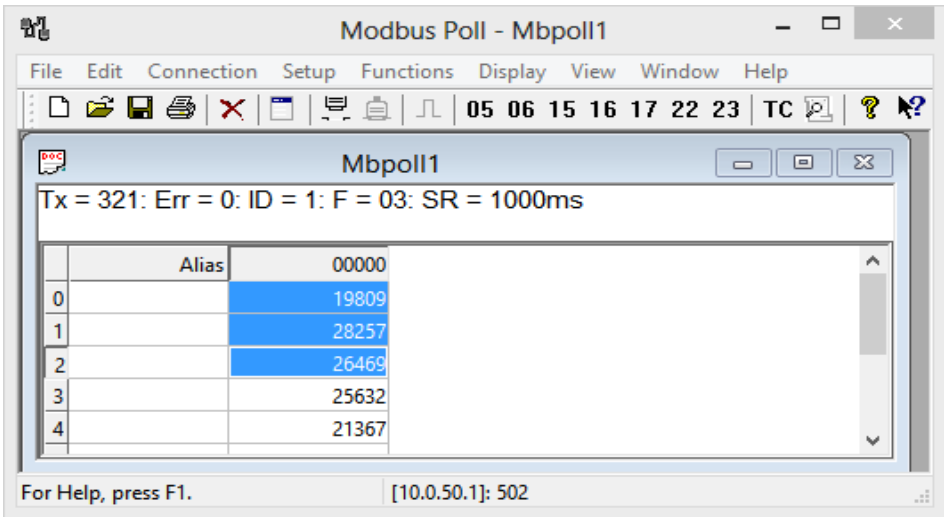 Modbus Poll - Mbpoll1
File Edit Connection Setup Functions Display View Window Help
05 06 15 16 17 22 23 TC
DOC Mbpoll1
Tx = 321: Err = 0: ID = 1: F = 03: SR = 1000ms
Alias 00000
0 19809
1 28257
2 26469
3 25632
4 21367
For Help, press F1. [10.0.50.1]: 502